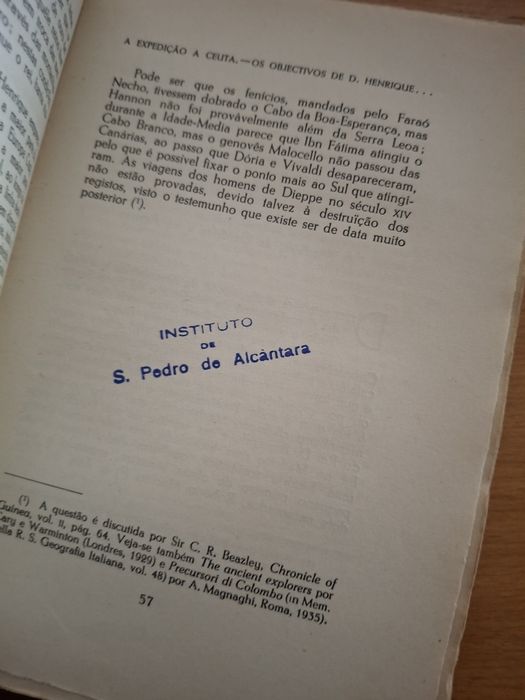 A EXPEDIÇÃO A CEUTA.—OS OBJECTIVOS DE D. HENRIQUE...
Pode ser que os fenícios, mandados pelo Faraó
Necho, tivessem dobrado o Cabo da Boa-Esperança, mas
Hannon não foi provàvelmente além da Serra Leoa;
durante a Idade-Media parece que Ibn Fátima atingiu o
Cabo Branco, mas o genovês Malocello não passou das
Canárias, ao passo que Dória e Vivaldi desapareceram,
pelo que é possivel fixar o ponto mais ao Sul que atingi-
ram. As viagens dos homens de Dieppe no século XIV
não estão provadas, devido talvez à destruïção dos
registos, visto o testemunho que existe ser de data muito
posterior (¹).
INSTITUTO
DE
S. Pedro de Alcântara
(¹) A questão é discutida por Sir C. R. Beazley, Chronicle of
Guinea, vol. II, pág. 64. Veja-se também The ancient explorers por
Cary e Warmington (Londres, 1929) e Precursori di Colombo (in Mem.
della R. S. Geografia Italiana, vol. 48) por A. Magnaghi, Roma, 1935).
57